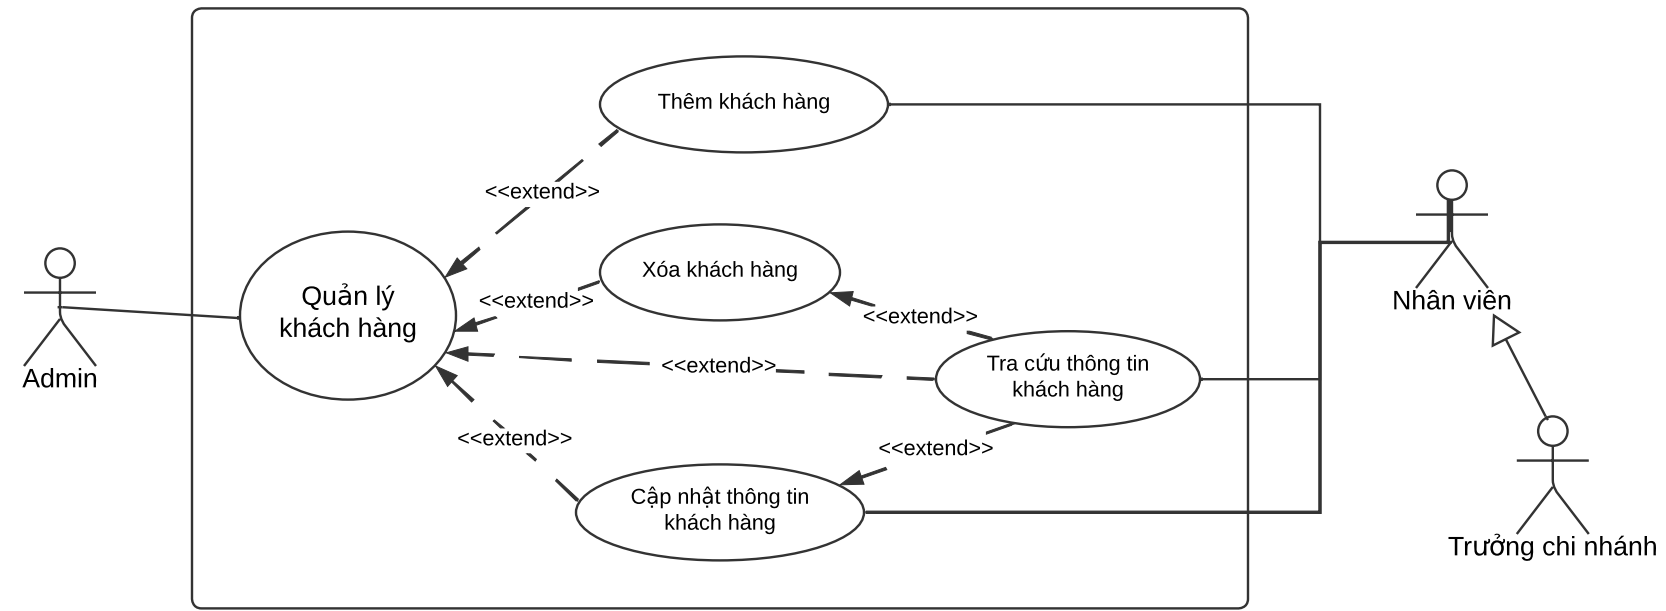 Thêm khách hàng
<<extend>>
Xóa khách hàng
Quản lý
khách hàng
<<extend>>
<<extend>>
Nhân viên
Admin
<<extend>>
Tra cứu thông tin
khách hàng
<<extend>>
<<extend>>
Cập nhật thông tin
khách hàng
Trưởng chi nhánh